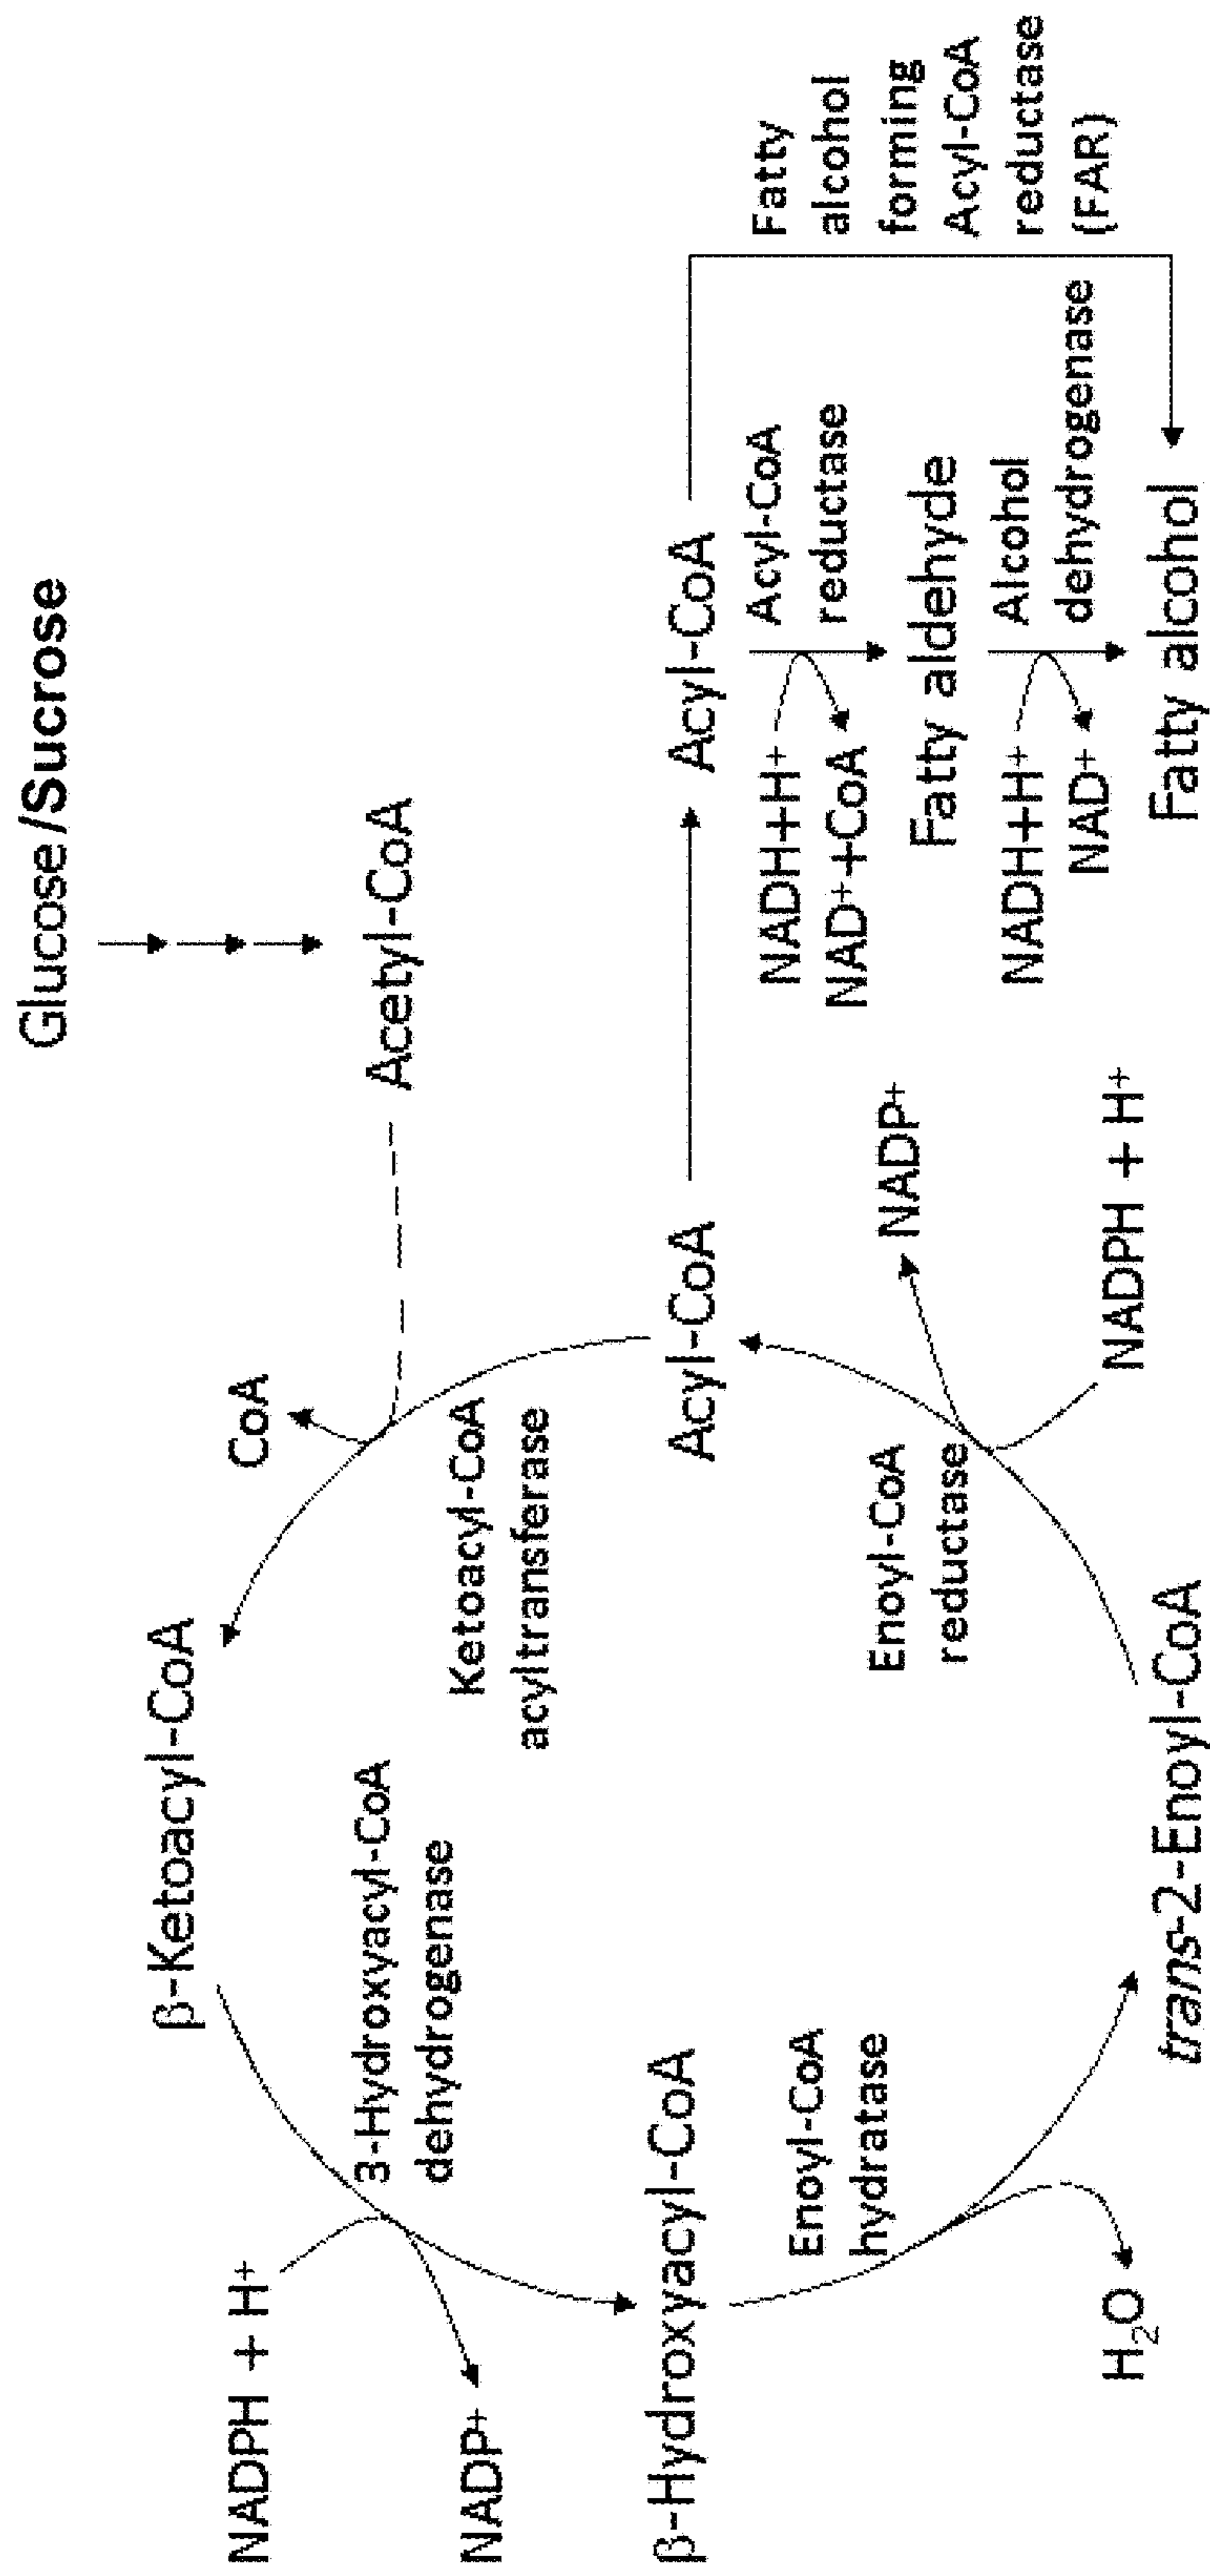 Glucose/Sucrose
Acetyl-CoA
CoA
β-Ketoacyl-CoA
Ketoacyl-CoA
acyltransferase
NADPH + H⁺
3-Hydroxyacyl-CoA
dehydrogenase
NADP⁺
β-Hydroxyacyl-CoA
Enoyl-CoA
hydratase
H₂O
trans-2-Enoyl-CoA
Enoyl-CoA
reductase
NADP⁺
NADPH + H⁺
Acyl-CoA
Acyl-CoA
NADH+H⁺
NAD⁺+CoA
Acyl-CoA
reductase
Fatty aldehyde
NADH+H⁺
NAD⁺
Alcohol
dehydrogenase
Fatty alcohol
Fatty
alcohol
forming
Acyl-CoA
reductase
(FAR)